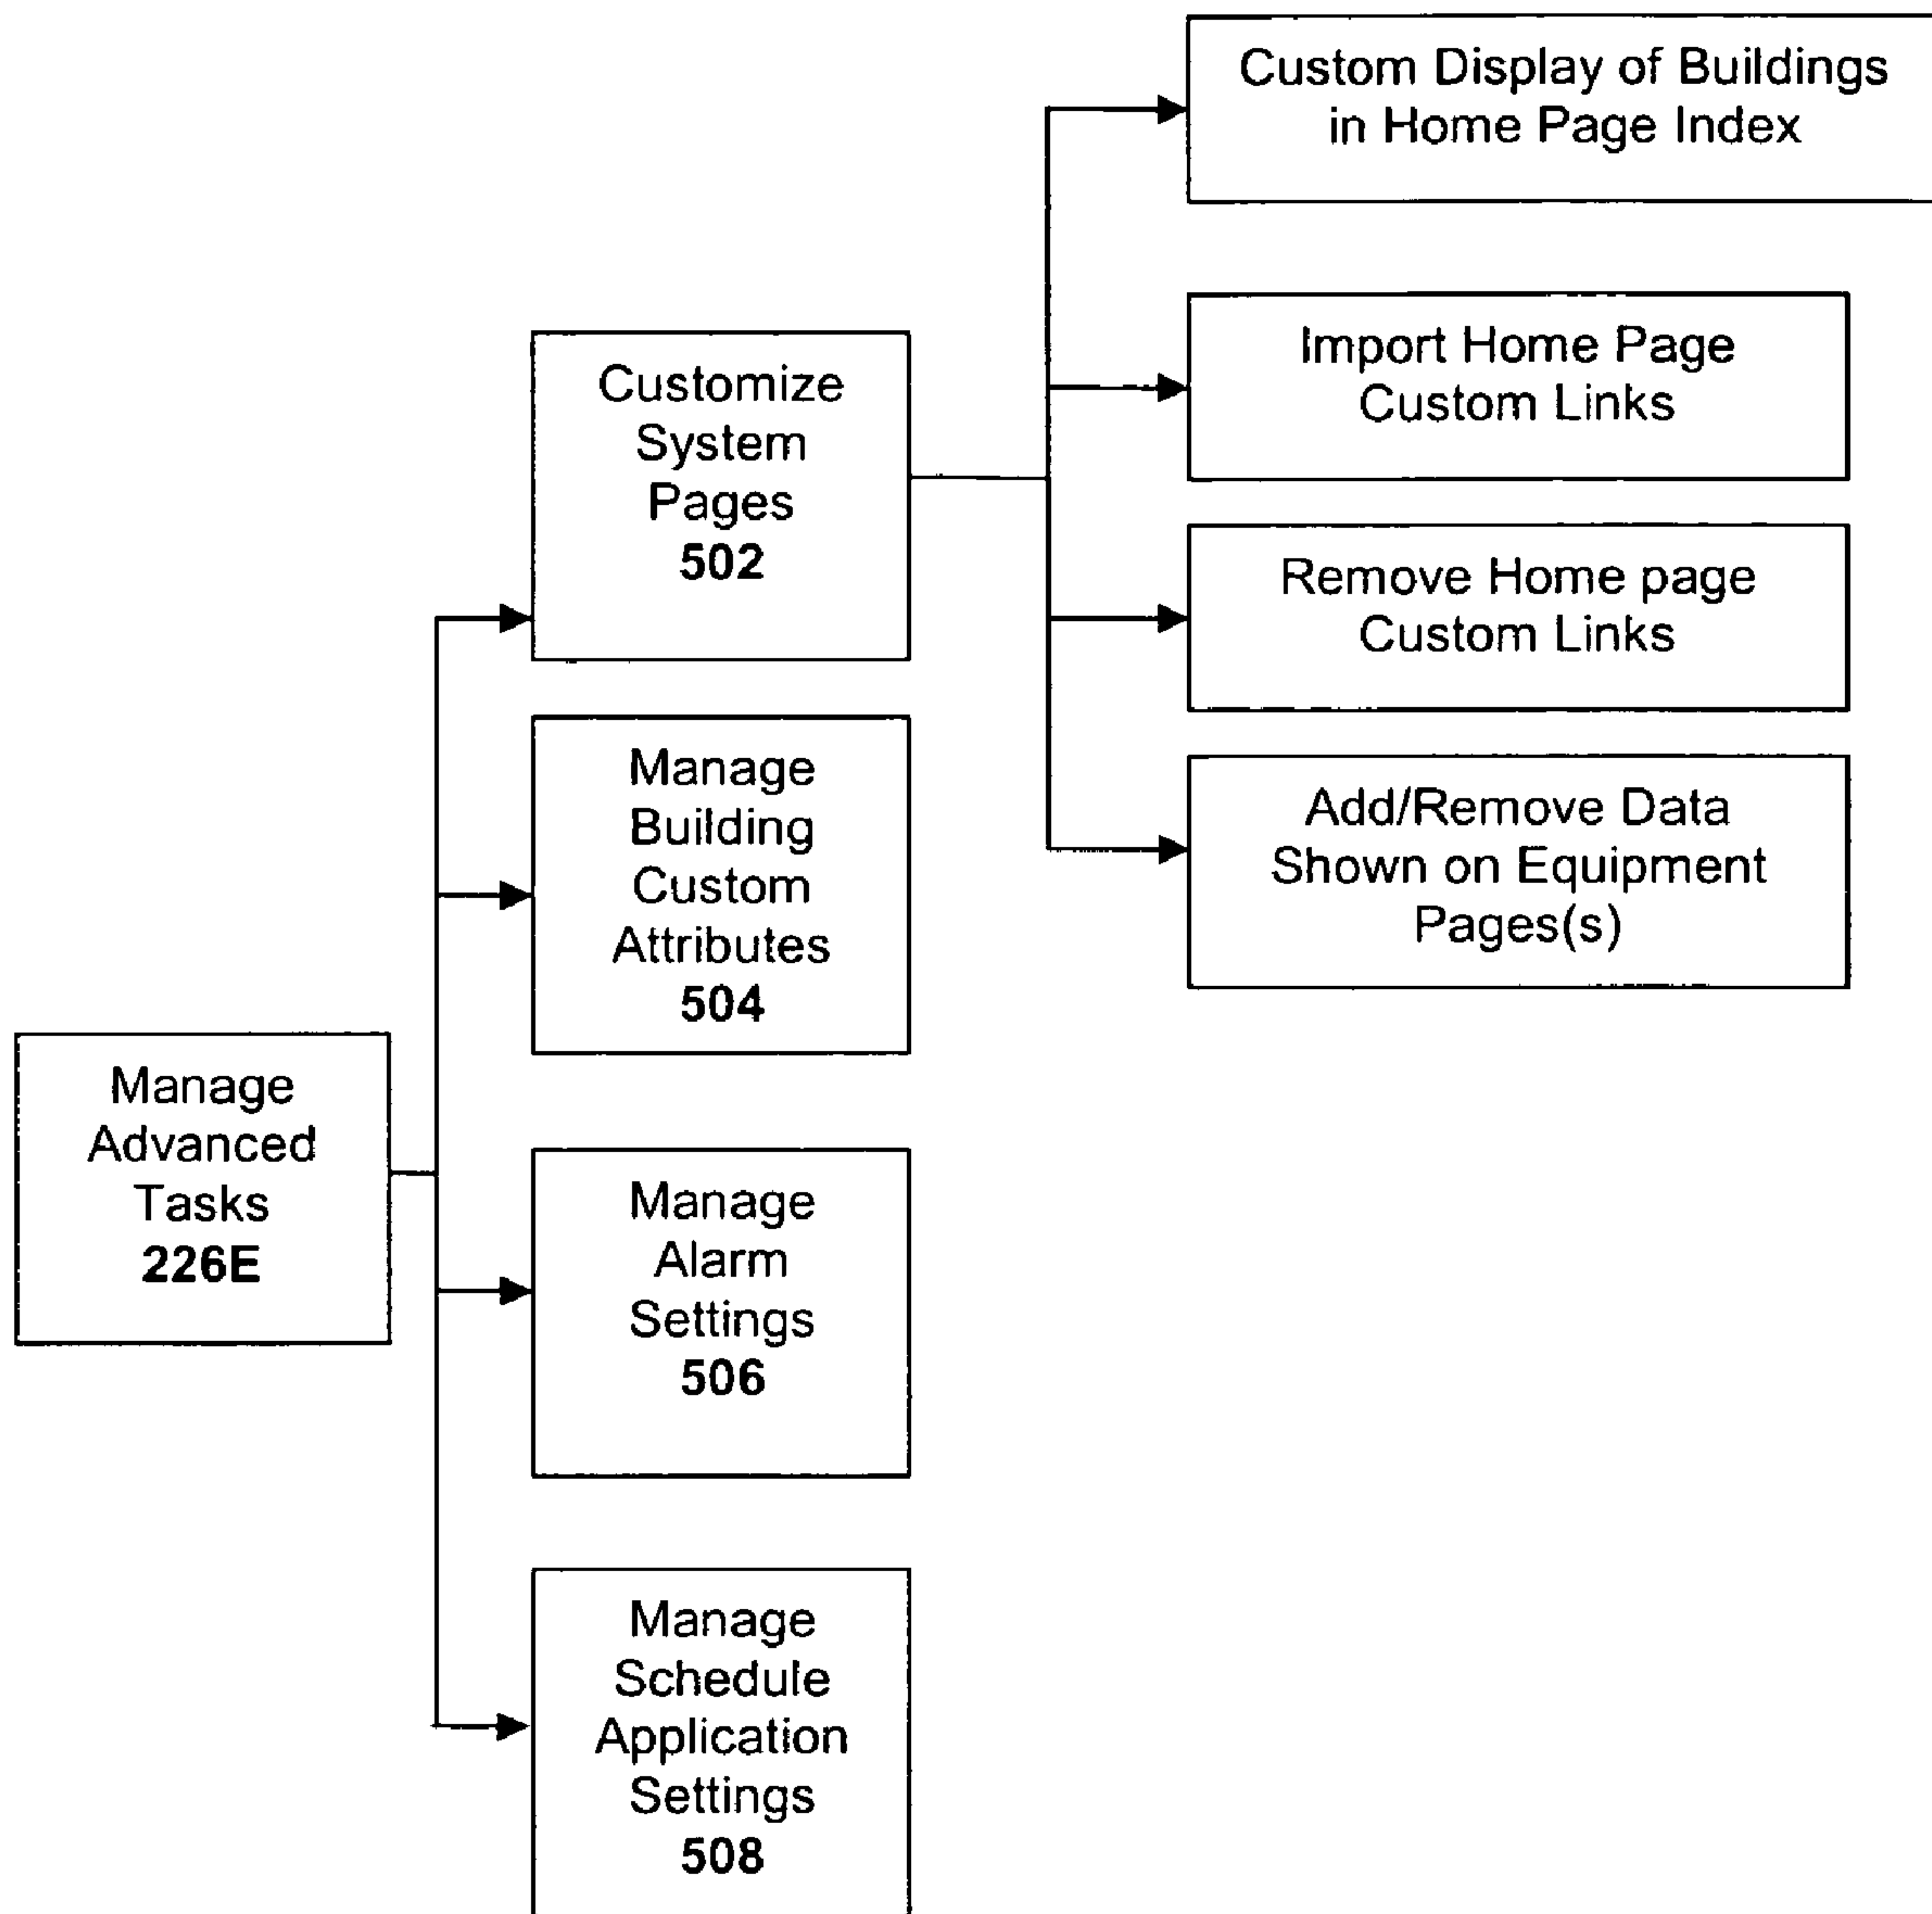 Custom Display of Buildings
in Home Page Index
Import Home Page
Custom Links
Customize
System
Pages
502
Remove Home page
Custom Links
Add/Remove Data
Shown on Equipment
Pages(s)
Manage
Building
Custom
Attributes
504
Manage
Advanced
Tasks
226E
Manage
Alarm
Settings
506
Manage
Schedule
Application
Settings
508